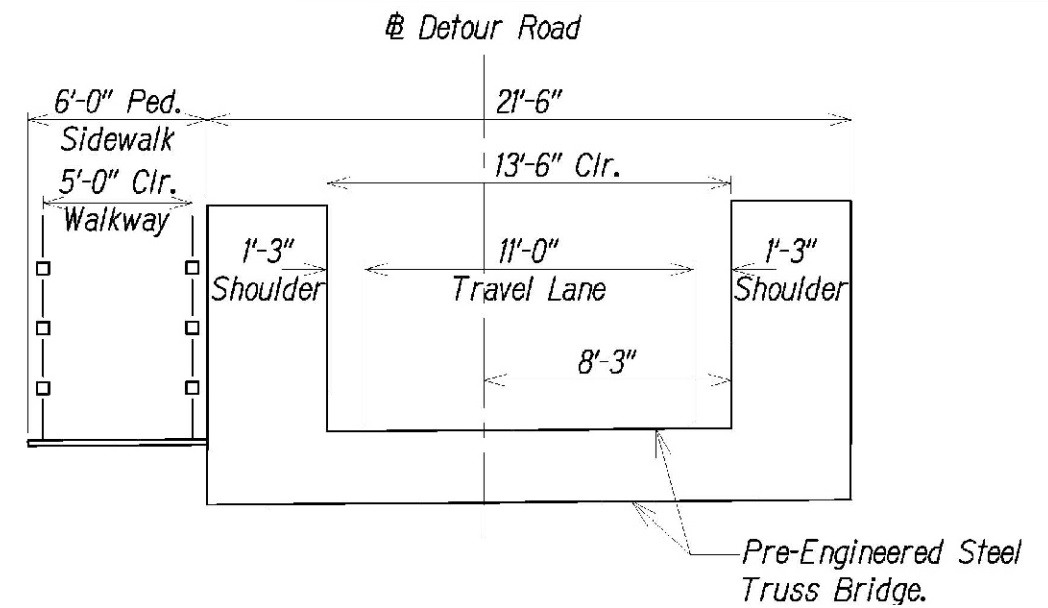 ℄ Detour Road
6'-0" Ped.
Sidewalk
21'-6"
5'-0" Clr.
Walkway
13'-6" Clr.
1'-3"
Shoulder
11'-0"
Travel Lane
1'-3"
Shoulder
8'-3"
Pre-Engineered Steel
Truss Bridge.